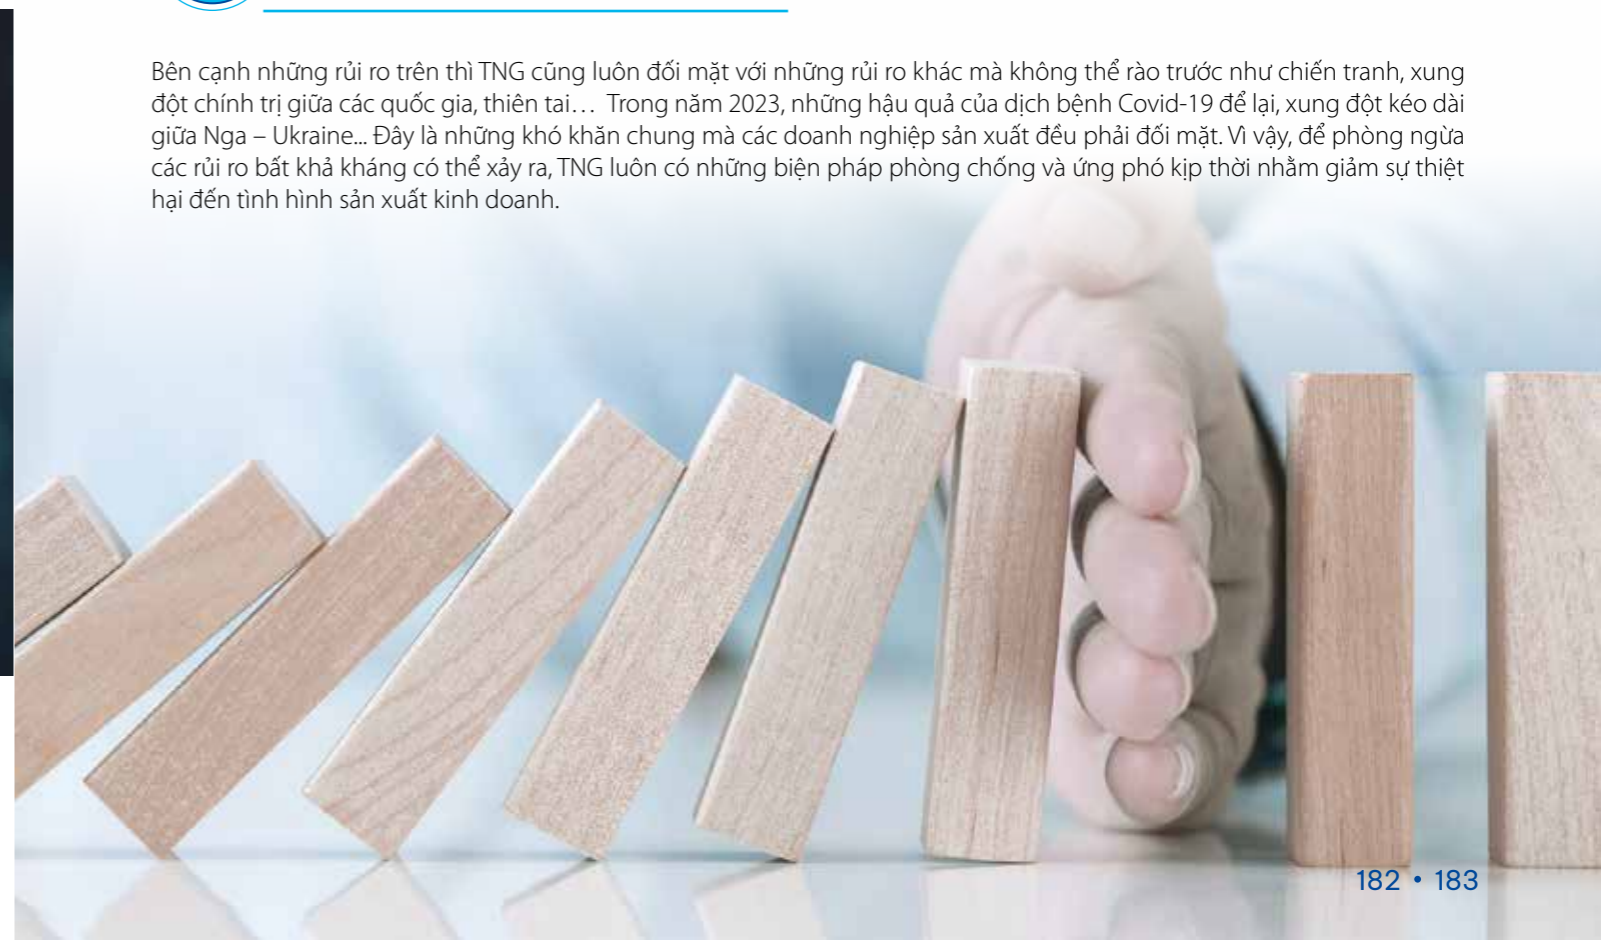 Bên cạnh những rủi ro trên thì TNG cũng luôn đối mặt với những rủi ro khác mà không thể rào trước như chiến tranh, xung
đột chính trị giữa các quốc gia, thiên tai… Trong năm 2023, những hậu quả của dịch bệnh Covid-19 để lại, xung đột kéo dài
giữa Nga – Ukraine... Đây là những khó khăn chung mà các doanh nghiệp sản xuất đều phải đối mặt. Vì vậy, để phòng ngừa
các rủi ro bất khả kháng có thể xảy ra, TNG luôn có những biện pháp phòng chống và ứng phó kịp thời nhằm giảm sự thiệt
hại đến tình hình sản xuất kinh doanh.
182 • 183